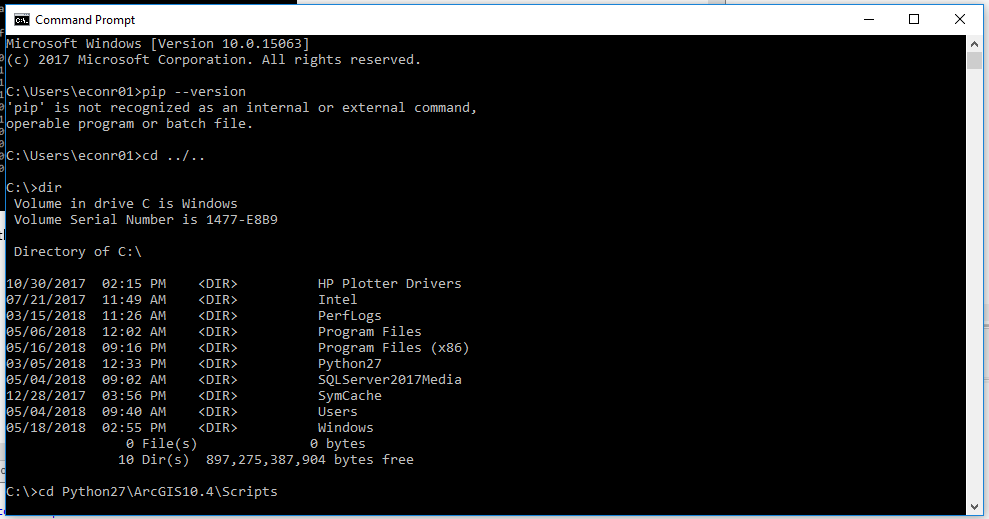 Command Prompt
Microsoft Windows [Version 10.0.15063]
(c) 2017 Microsoft Corporation. All rights reserved.
C:\Users\econr01>pip --version
'pip' is not recognized as an internal or external command,
operable program or batch file.
C:\Users\econr01>cd ../..
C:\>dir
Volume in drive C is Windows
Volume Serial Number is 1477-E8B9
Directory of C:\
10/30/2017  02:15 PM    <DIR>          HP Plotter Drivers
07/21/2017  11:49 AM    <DIR>          Intel
03/15/2018  11:26 AM    <DIR>          PerfLogs
05/06/2018  12:02 AM    <DIR>          Program Files
05/16/2018  09:16 PM    <DIR>          Program Files (x86)
03/05/2018  12:33 PM    <DIR>          Python27
05/04/2018  09:02 AM    <DIR>          SQLServer2017Media
12/28/2017  03:56 PM    <DIR>          SymCache
05/04/2018  09:40 AM    <DIR>          Users
05/18/2018  02:55 PM    <DIR>          Windows
0 File(s)              0 bytes
10 Dir(s)  897,275,387,904 bytes free
C:\>cd Python27\ArcGIS10.4\Scripts